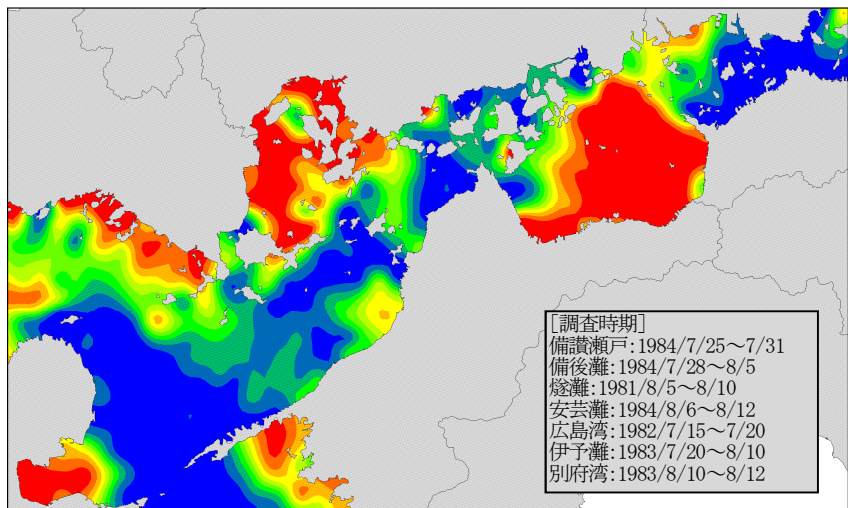 [調査時期]
備讃瀬戸:1984/7/25～7/31
備後灘:1984/7/28～8/5
燧灘:1981/8/5～8/10
安芸灘:1984/8/6～8/12
広島湾:1982/7/15～7/20
伊予灘:1983/7/20～8/10
別府湾:1983/8/10～8/12